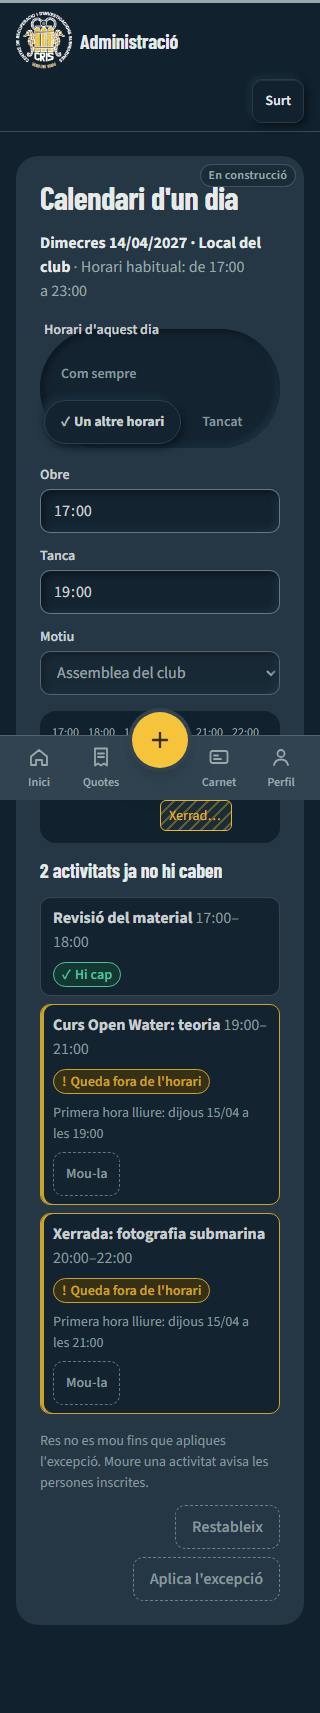 CRIS
Administració
Surt
En construcció
Calendari d'un dia
Dimecres 14/04/2027 · Local del
club · Horari habitual: de 17:00
a 23:00
Horari d'aquest dia
Com sempre
✓ Un altre horari
Tancat
Obre
17:00
Tanca
19:00
Motiu
Assemblea del club
17:00 18:00 21:00 22:00
Inici
Quotes
+
Carnet
Perfil
Xerrad…
2 activitats ja no hi caben
Revisió del material 17:00–
18:00
✓ Hi cap
Curs Open Water: teoria 19:00–
21:00
! Queda fora de l'horari
Primera hora lliure: dijous 15/04 a
les 19:00
Mou-la
Xerrada: fotografia submarina
20:00–22:00
! Queda fora de l'horari
Primera hora lliure: dijous 15/04 a
les 21:00
Mou-la
Res no es mou fins que apliques
l'excepció. Moure una activitat avisa les
persones inscrites.
Restableix
Aplica l'excepció